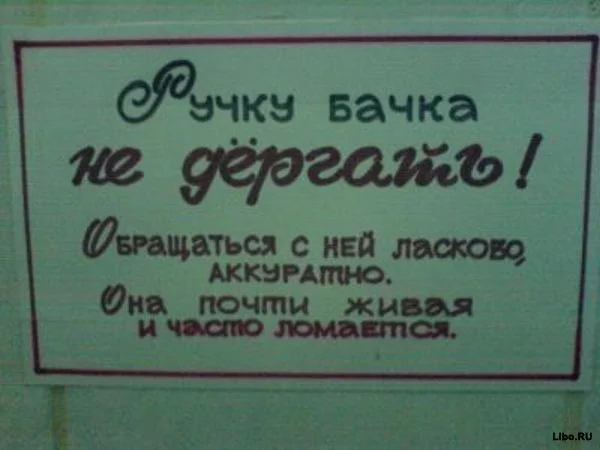 Ручку бачка
не дёргать!
Обращаться с ней ласково,
аккуратно.
Она почти живая
и часто ломается.
Libo.RU